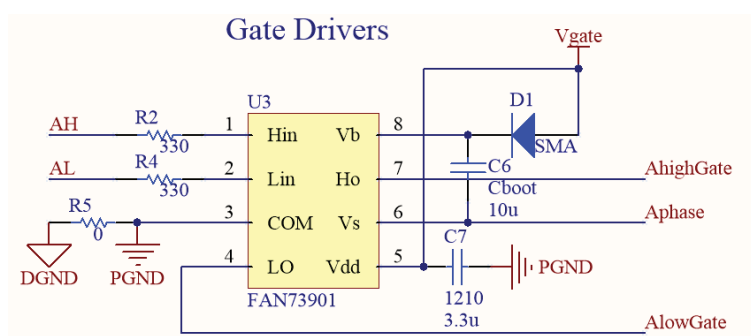 Gate Drivers
Vgate
U3
D1
SMA
AH
R2
330
1
Hin
Vb
8
AL
R4
330
2
Lin
Ho
7
C6
Cboot
10u
AhighGate
R5
0
3
COM
Vs
6
Aphase
DGND
PGND
4
LO
Vdd
5
C7
1210
3.3u
PGND
FAN73901
AlowGate